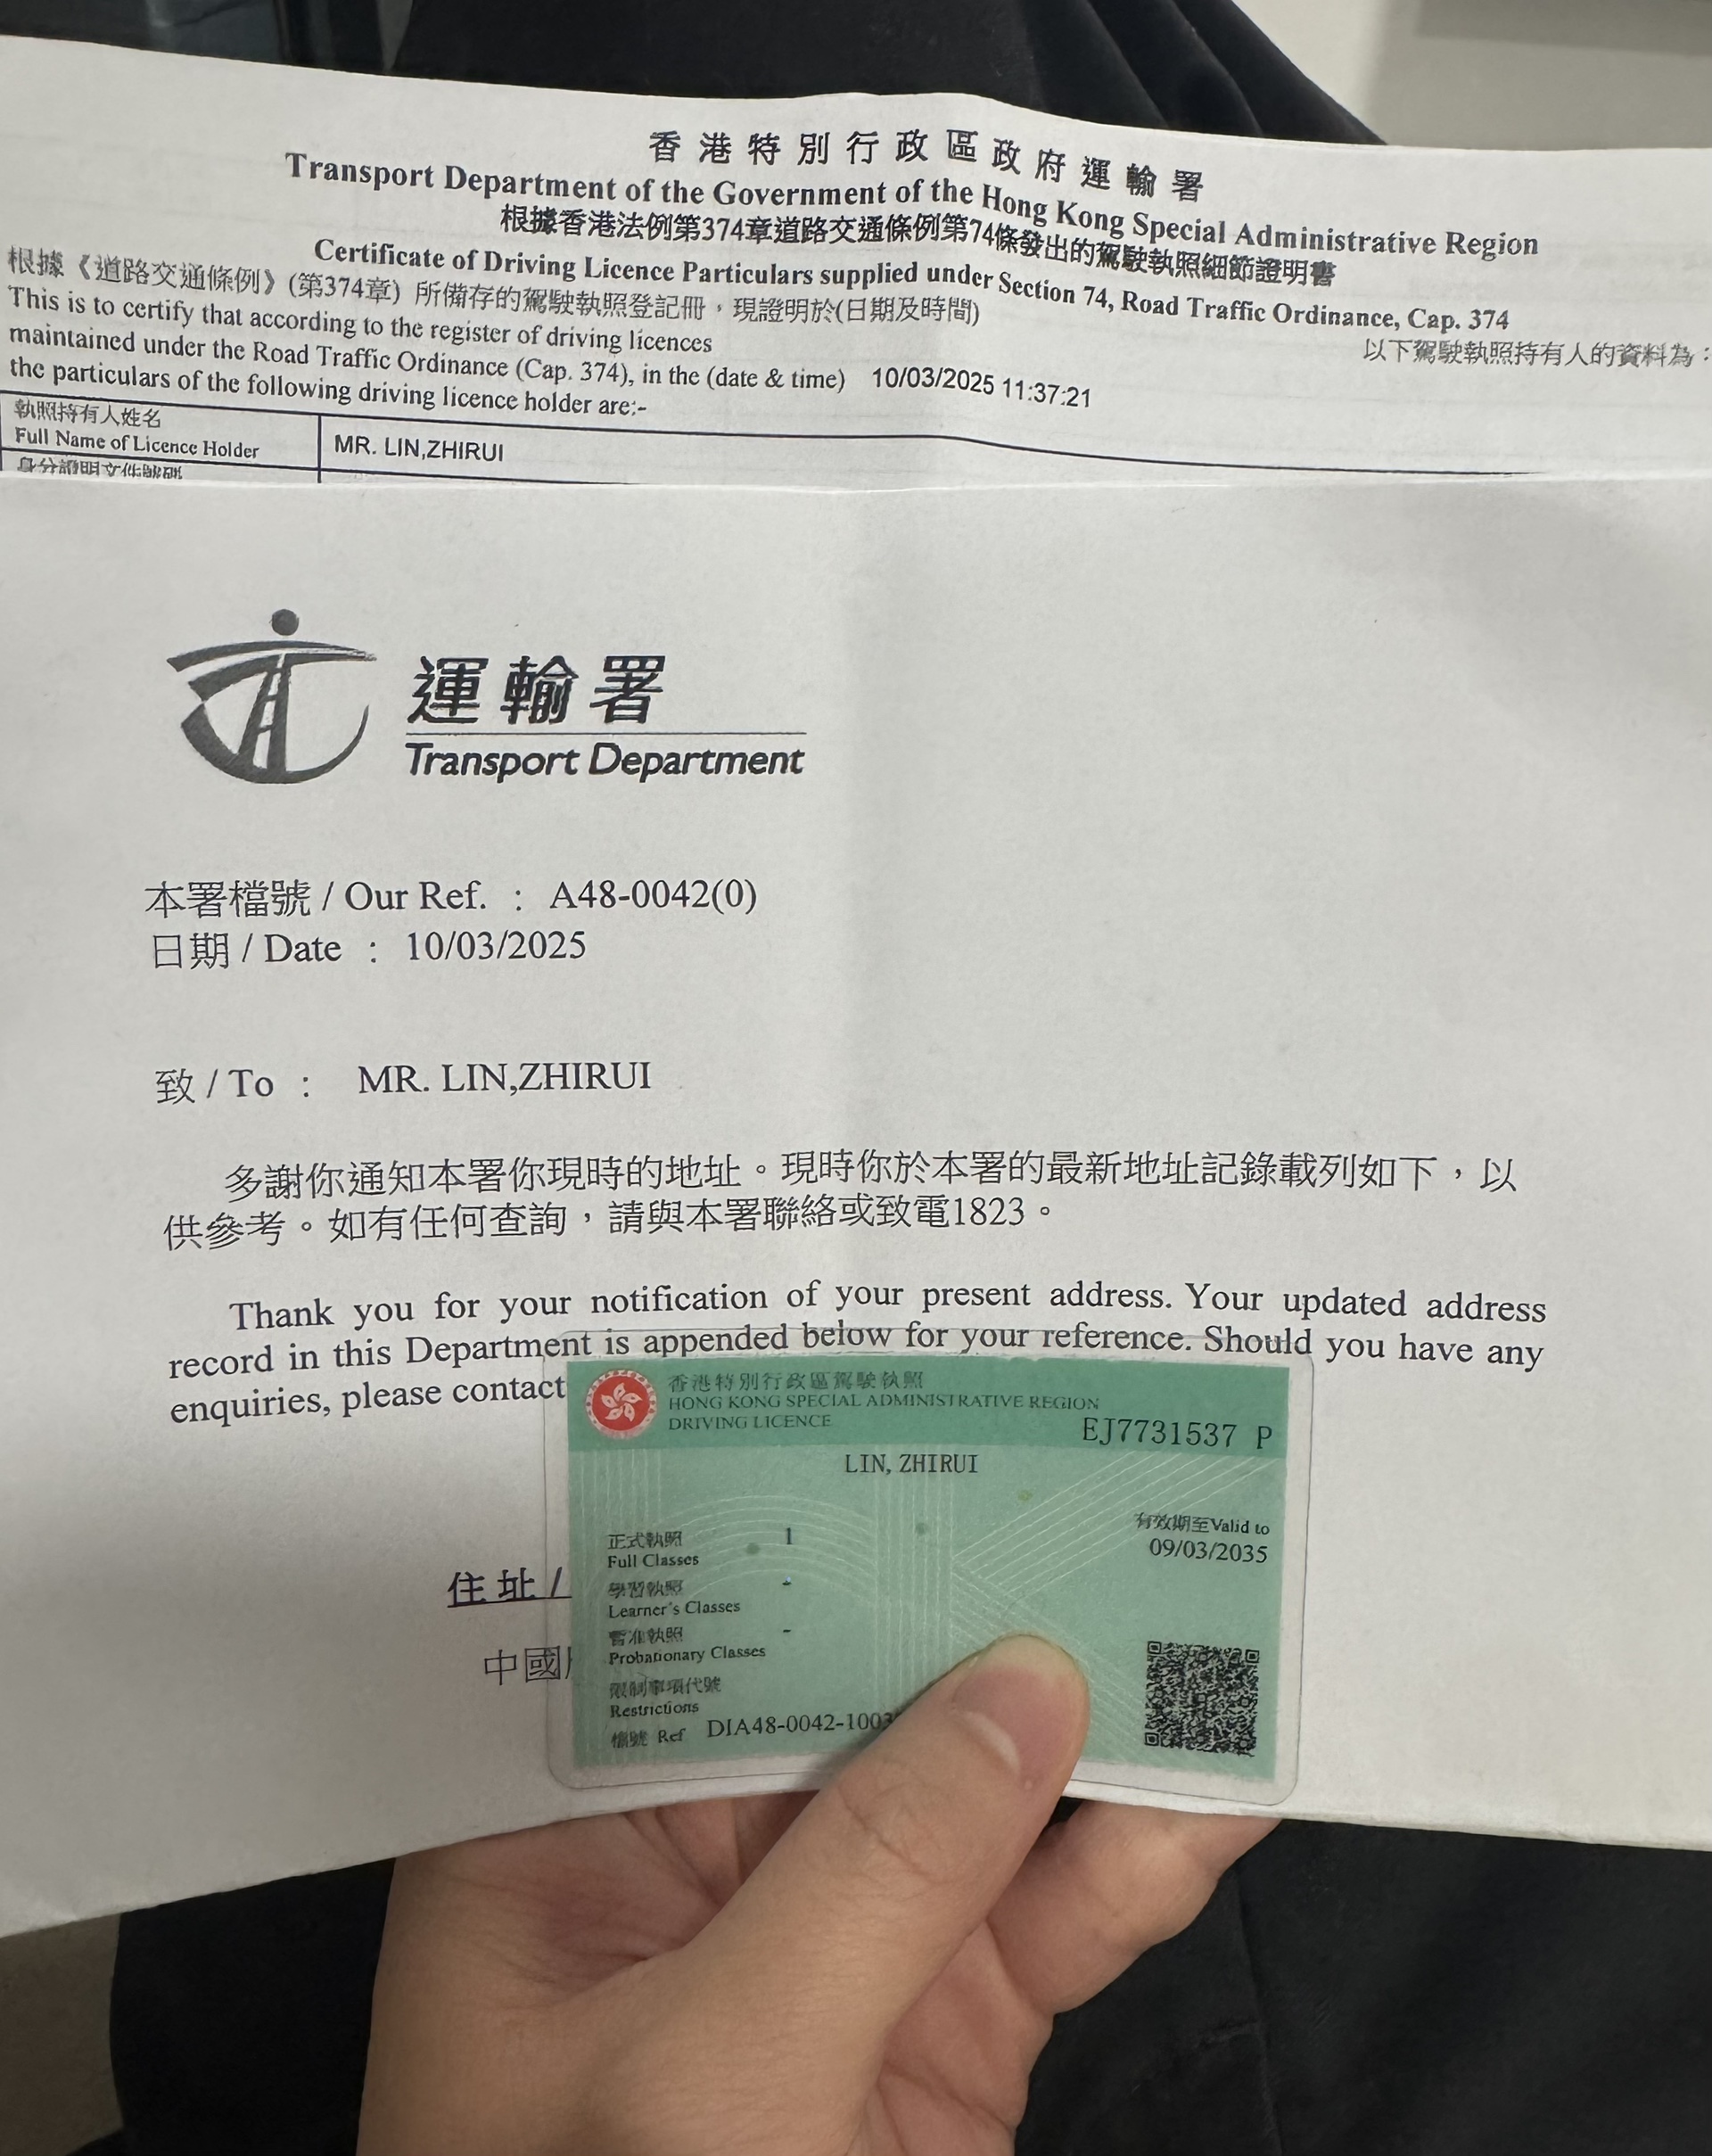 香港特別行政區政府運輸署
Transport Department of the Government of the Hong Kong Special Administrative Region
根據香港法例第374章道路交通條例第74條發出的駕駛執照細節證明書
Certificate of Driving Licence Particulars supplied under Section 74, Road Traffic Ordinance, Cap. 374
根據《道路交通條例》(第374章) 所備存的駕駛執照登記冊，現證明於(日期及時間)
以下駕駛執照持有人的資料為：
This is to certify that according to the register of driving licences
maintained under the Road Traffic Ordinance (Cap. 374), in the (date & time) 10/03/2025 11:37:21
the particulars of the following driving licence holder are:-
執照持有人姓名
Full Name of Licence Holder
MR. LIN,ZHIRUI
身分證明文件號碼
運輸署
Transport Department
本署檔號 / Our Ref. : A48-0042(0)
日期 / Date : 10/03/2025
致 / To : MR. LIN,ZHIRUI
多謝你通知本署你現時的地址。現時你於本署的最新地址記錄載列如下，以
供參考。如有任何查詢，請與本署聯絡或致電1823。
Thank you for your notification of your present address. Your updated address
record in this Department is appended below for your reference. Should you have any
enquiries, please contact
住址 /
中國
香港特別行政區駕駛執照
HONG KONG SPECIAL ADMINISTRATIVE REGION
DRIVING LICENCE
EJ7731537 P
LIN, ZHIRUI
正式執照 1
Full Classes
有效期至Valid to
09/03/2035
學習執照 -
Learner's Classes
暫准執照 -
Probationary Classes
限制事項代號
Restrictions
檔號 Ref DIA48-0042-1003